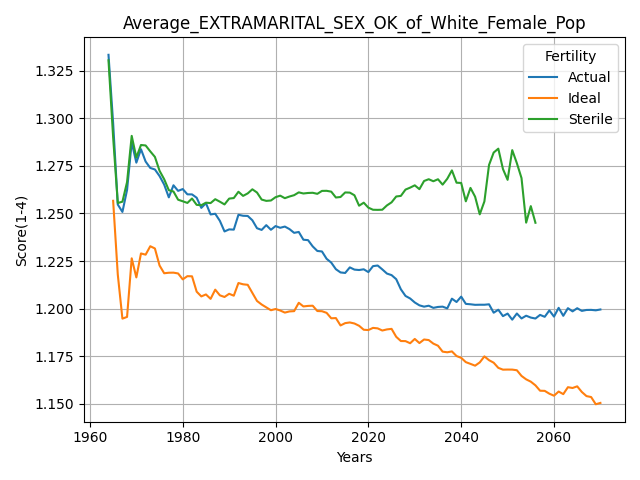 Average_EXTRAMARITAL_SEX_OK_of_White_Female_Pop
Fertility
Actual
Ideal
Sterile
Score(1-4)
1.325
1.300
1.275
1.250
1.225
1.200
1.175
1.150
1960 1980 2000 2020 2040 2060
Years